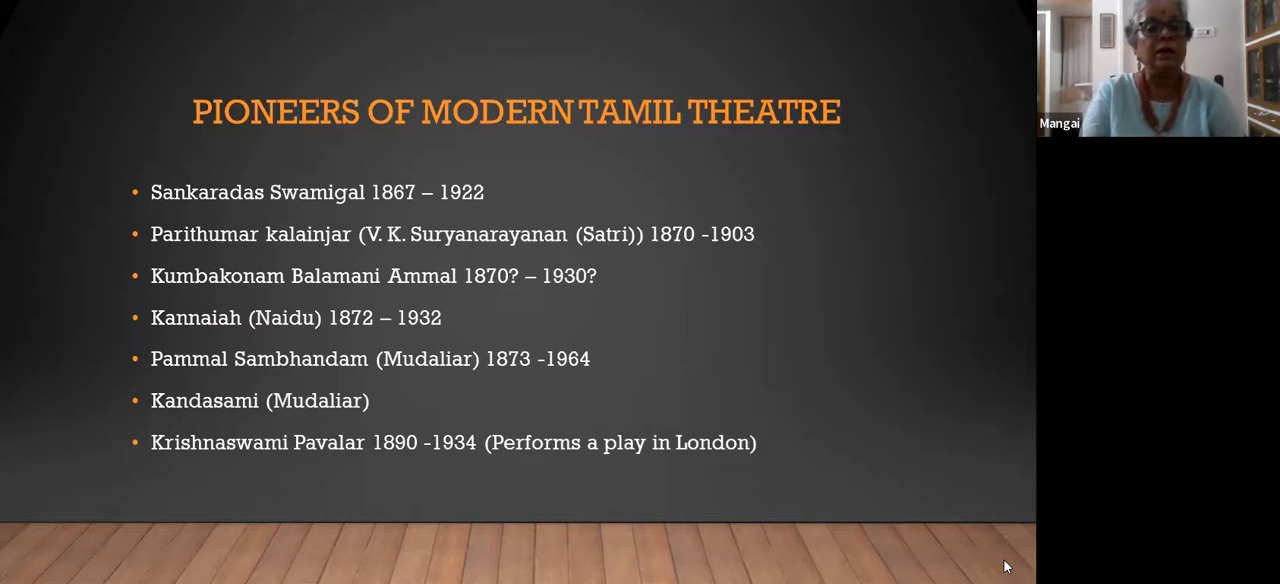 PIONEERS OF MODERN TAMIL THEATRE
• Sankaradas Swamigal 1867 – 1922
• Parithumar kalainjar (V. K. Suryanarayanan (Satri)) 1870 -1903
• Kumbakonam Balamani Ammal 1870? – 1930?
• Kannaiah (Naidu) 1872 – 1932
• Pammal Sambhandam (Mudaliar) 1873 -1964
• Kandasami (Mudaliar)
• Krishnaswami Pavalar 1890 -1934 (Performs a play in London)
Mangai